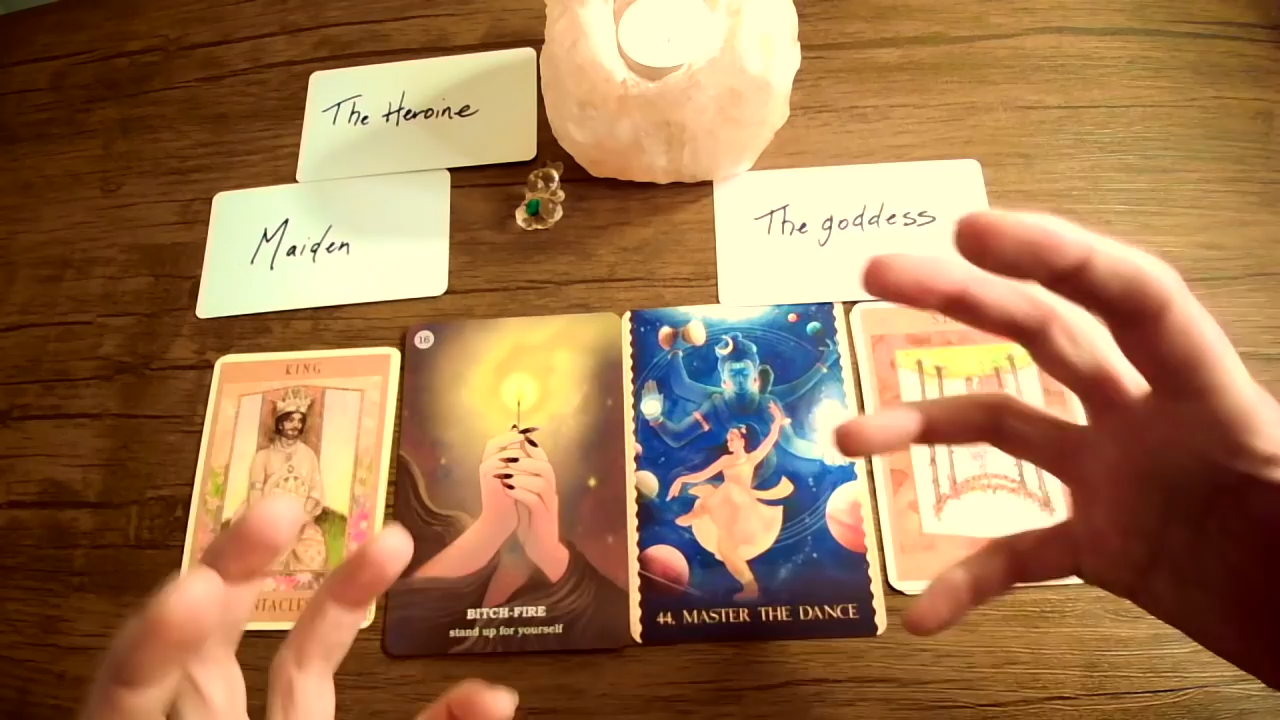 The Heroine
Maiden
The goddess
KING
16
BITCH-FIRE
stand up for yourself
44. MASTER THE DANCE